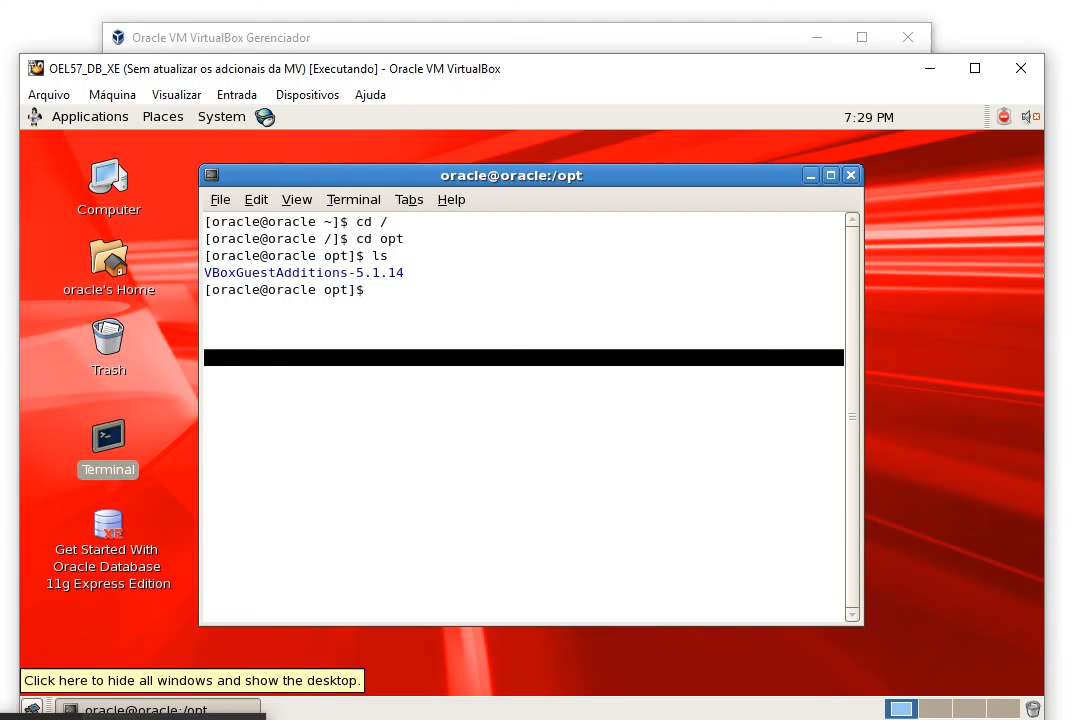 Oracle VM VirtualBox Gerenciador
OEL57_DB_XE (Sem atualizar os adcionais da MV) [Executando] - Oracle VM VirtualBox
Arquivo Máquina Visualizar Entrada Dispositivos Ajuda
Applications Places System 7:29 PM
Computer
oracle's Home
Trash
Terminal
Get Started With
Oracle Database
11g Express Edition
oracle@oracle:/opt
File Edit View Terminal Tabs Help
[oracle@oracle ~]$ cd /
[oracle@oracle /]$ cd opt
[oracle@oracle opt]$ ls
VBoxGuestAdditions-5.1.14
[oracle@oracle opt]$
Click here to hide all windows and show the desktop.
oracle@oracle:/opt